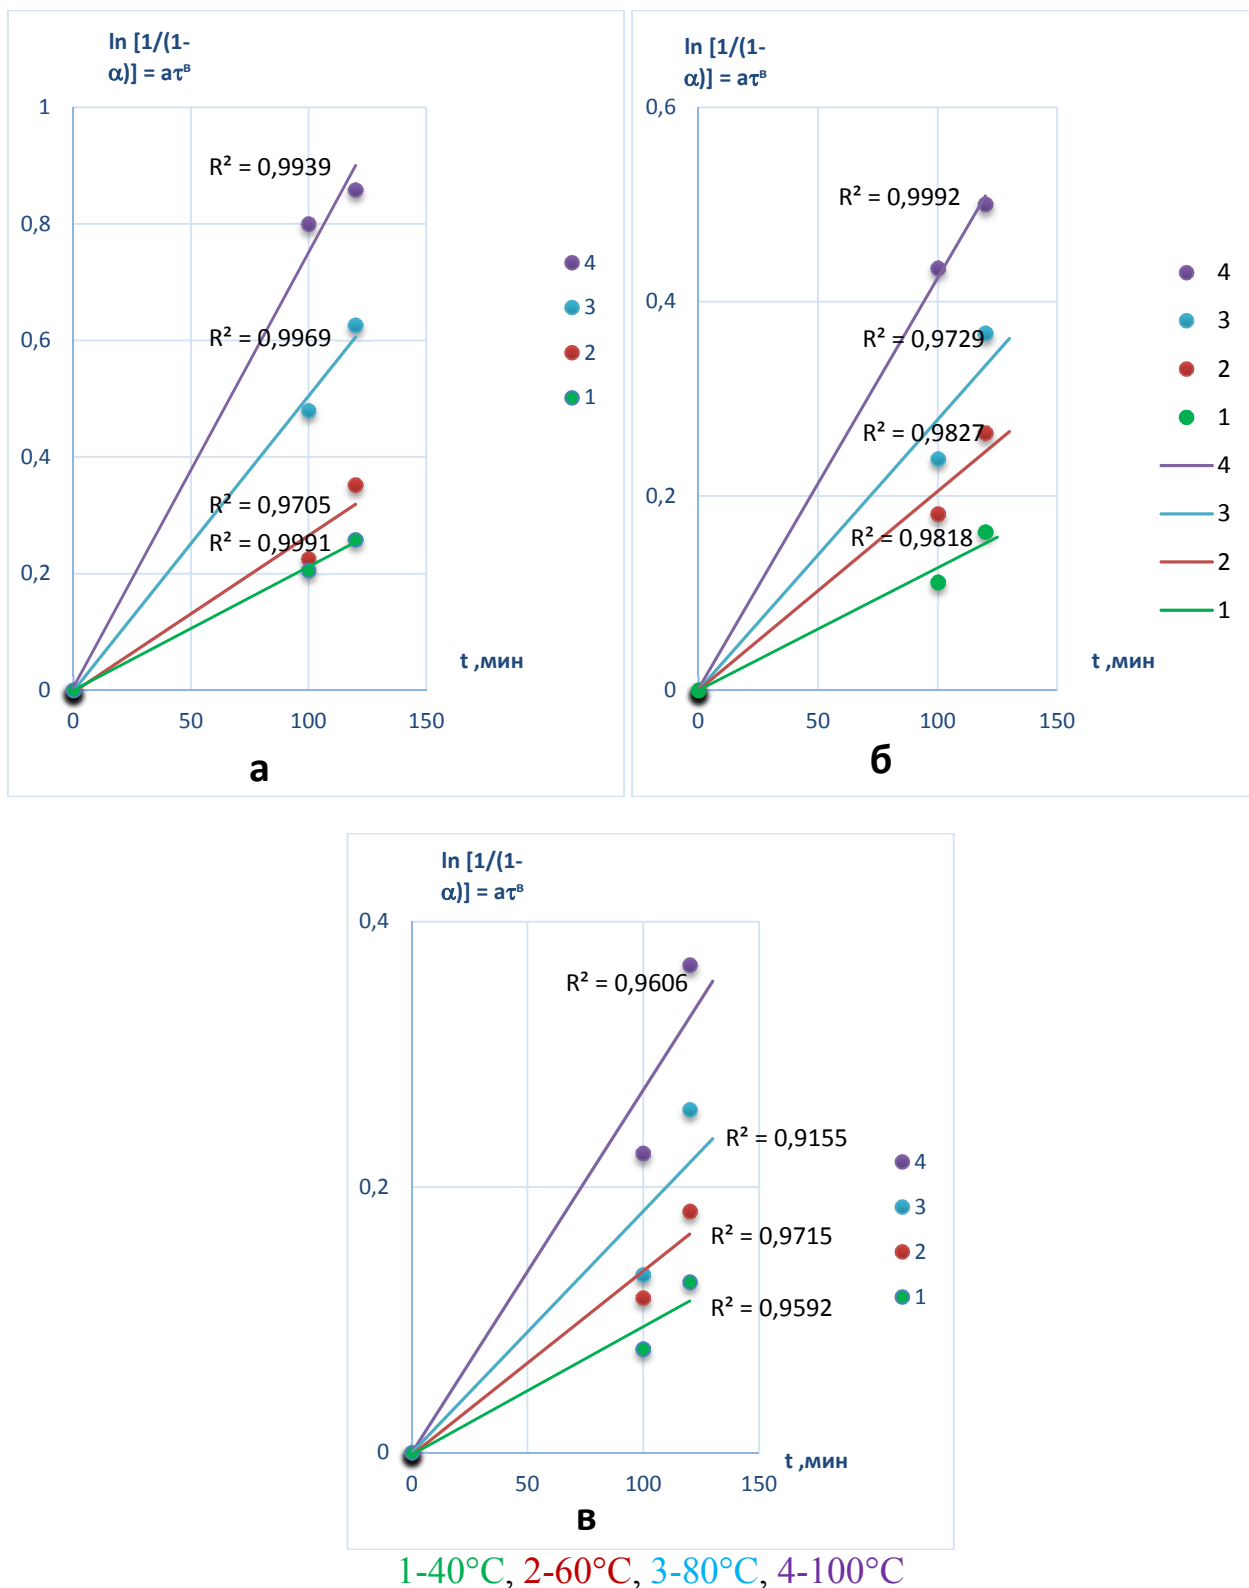 ln [1/(1-
α)] = aτᴮ
1
R² = 0,9939
0,8
R² = 0,9969
0,6
0,4
R² = 0,9705
R² = 0,9991
0,2
0
0 50 100 150
t ,мин
4
3
2
1
а
ln [1/(1-
α)] = aτᴮ
0,6
R² = 0,9992
0,4
R² = 0,9729
R² = 0,9827
0,2
R² = 0,9818
0
0 50 100 150
t ,мин
4
3
2
1
4
3
2
1
б
ln [1/(1-
α)] = aτᴮ
0,4
R² = 0,9606
R² = 0,9155
0,2
R² = 0,9715
R² = 0,9592
0
0 50 100 150
t ,мин
4
3
2
1
в
1-40°C, 2-60°C, 3-80°C, 4-100°C